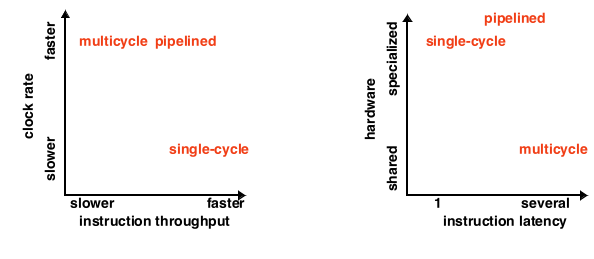 faster
clock rate
slower
multicycle pipelined
single-cycle
slower faster
instruction throughput
specialized
hardware
shared
pipelined
single-cycle
multicycle
1 several
instruction latency